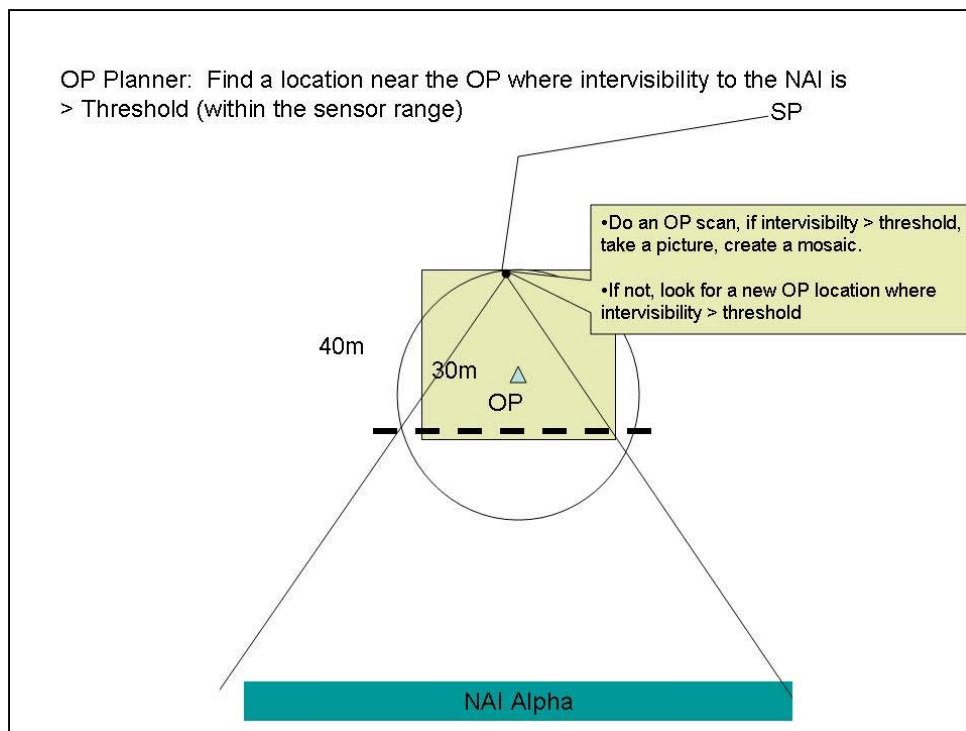 OP Planner:  Find a location near the OP where intervisibility to the NAI is
> Threshold (within the sensor range)
SP
•Do an OP scan, if intervisibilty > threshold,
take a picture, create a mosaic.
•If not, look for a new OP location where
intervisibility > threshold
40m
30m
OP
NAI Alpha